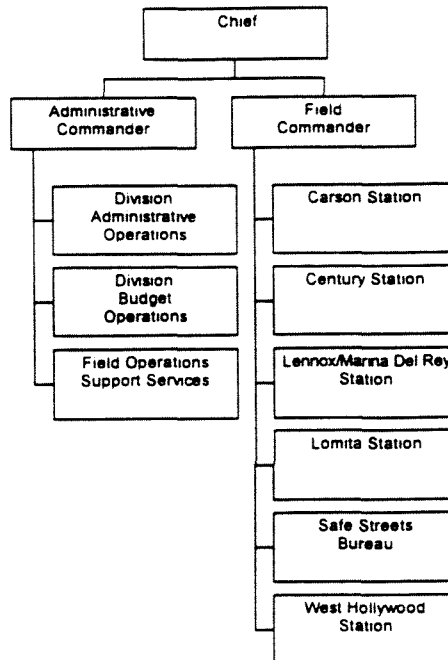 Chief
Administrative
Commander
Field
Commander
Division
Administrative
Operations
Division
Budget
Operations
Field Operations
Support Services
Carson Station
Century Station
Lennox/Marina Del Rey
Station
Lomita Station
Safe Streets
Bureau
West Hollywood
Station